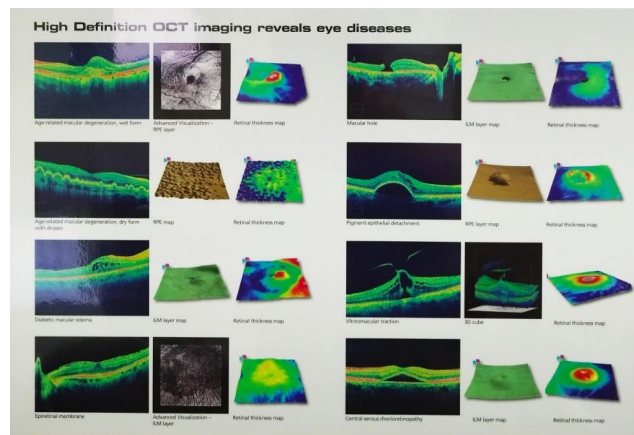 High Definition OCT imaging reveals eye diseases
Age-related macular degeneration, wet form
Advanced Visualization –
RPE layer
Retinal thickness map
Macular hole
ILM layer map
Retinal thickness map
Age-related macular degeneration, dry form
with drusen
RPE map
Retinal thickness map
Pigment epithelial detachment
RPE layer map
Retinal thickness map
Diabetic macular edema
ILM layer map
Retinal thickness map
Vitreomacular traction
3D cube
Retinal thickness map
Epiretinal membrane
Advanced Visualization –
ILM layer
Retinal thickness map
Central serous chorioretinopathy
ILM layer map
Retinal thickness map